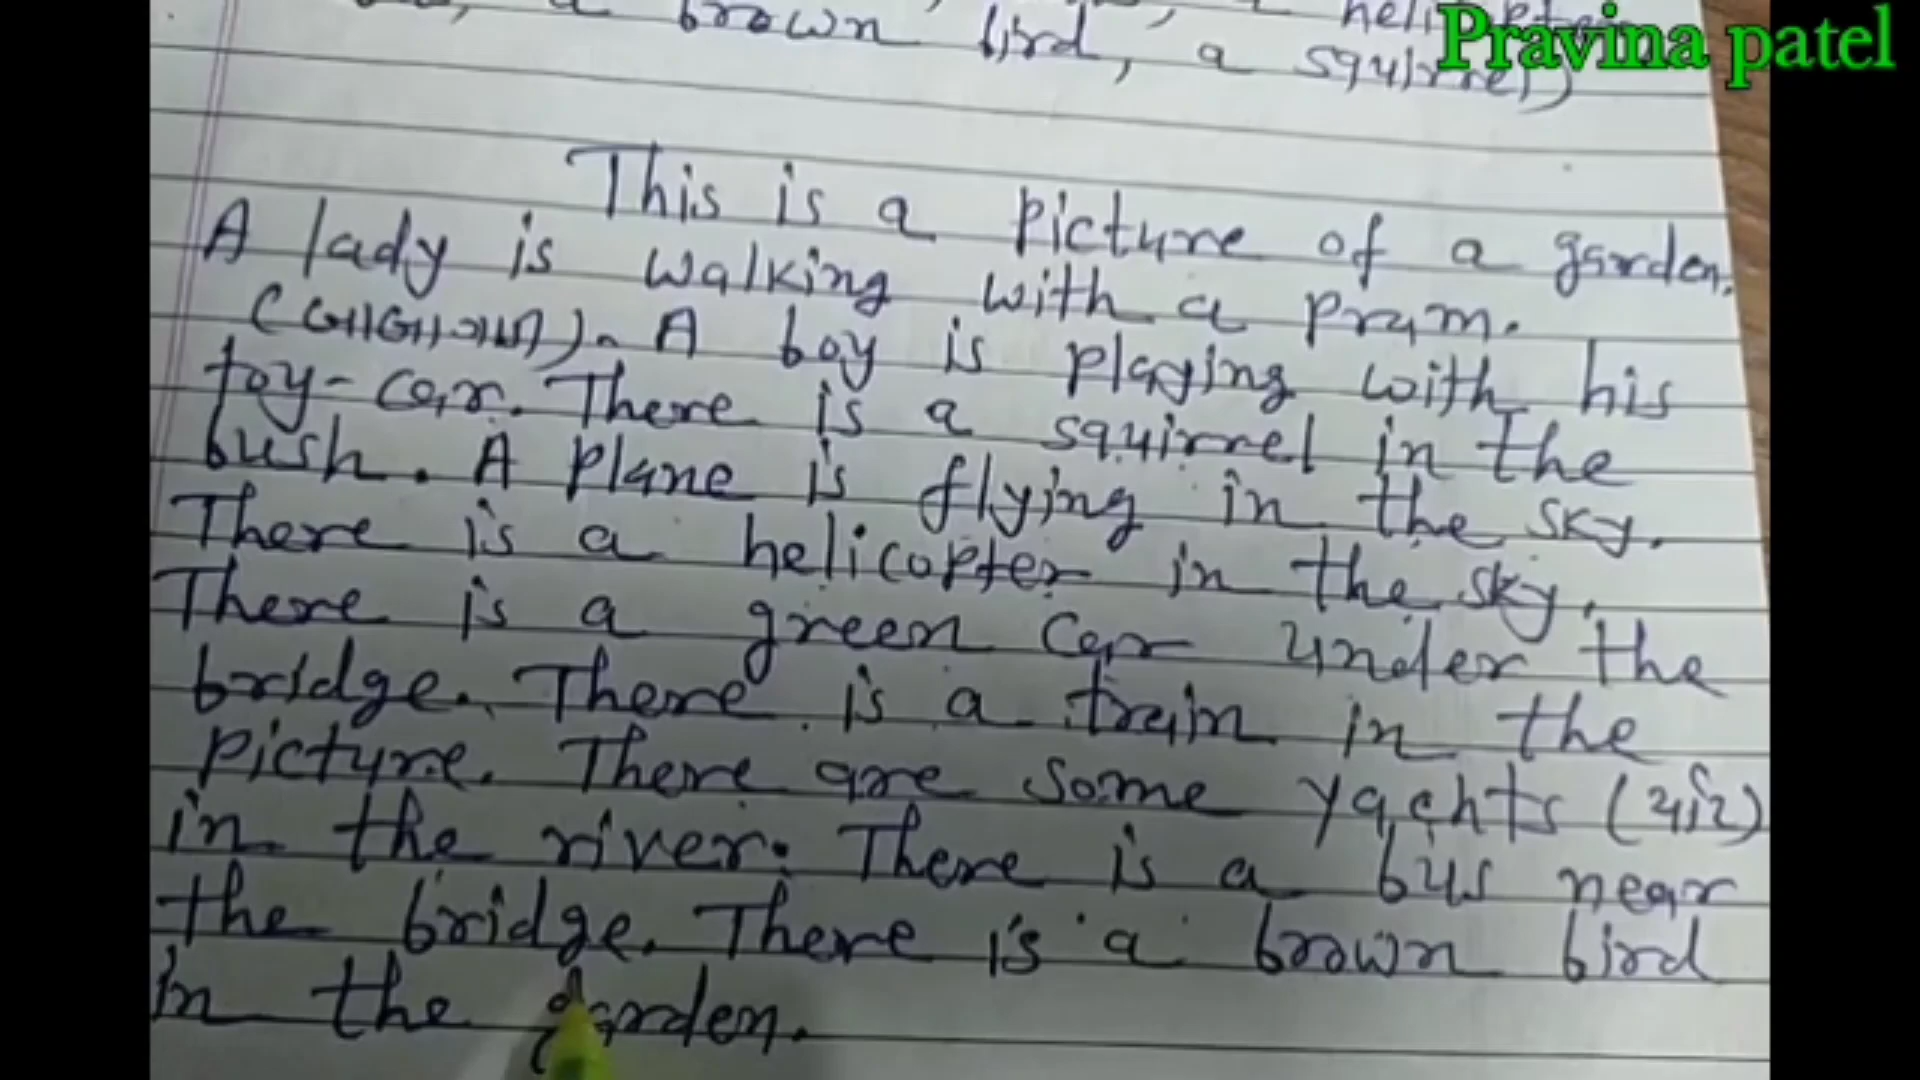 a brown bird, a squirrel)
Pravina patel
This is a picture of a garden.
A lady is walking with a pram.
(બાબાગાડી). A boy is playing with his
toy-car. There is a squirrel in the
bush. A plane is flying in the sky.
There is a helicopter in the sky.
There is a green car under the
bridge. There is a train in the
picture. There are some yachts (યાટ)
in the river. There is a bus near
the bridge. There is a brown bird
in the garden.